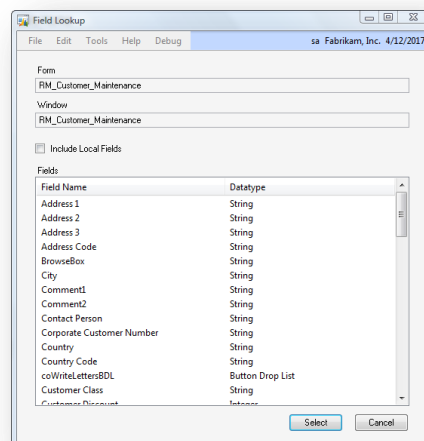 Field Lookup
File Edit Tools Help Debug sa Fabrikam, Inc. 4/12/2017
Form
RM_Customer_Maintenance
Window
RM_Customer_Maintenance
Include Local Fields
Fields
Field Name Datatype
Address 1 String
Address 2 String
Address 3 String
Address Code String
BrowseBox String
City String
Comment1 String
Comment2 String
Contact Person String
Corporate Customer Number String
Country String
Country Code String
coWriteLettersBDL Button Drop List
Customer Class String
Customer Discount Integer
Select Cancel